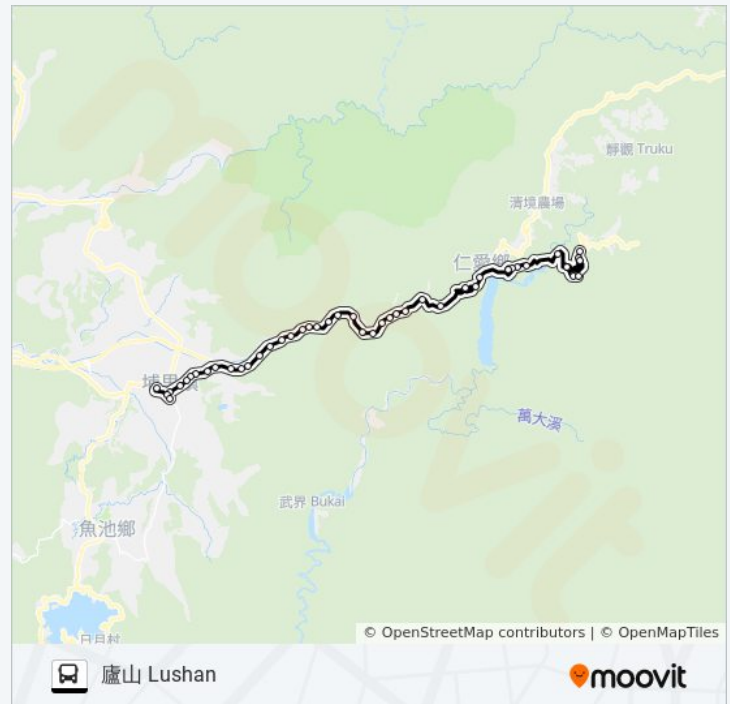 靜觀 Truku
清境農場
仁愛鄉
埔里鎮
萬大溪
武界 Bukai
魚池鄉
日月村
© OpenStreetMap contributors | © OpenMapTiles
廬山 Lushan
moovit